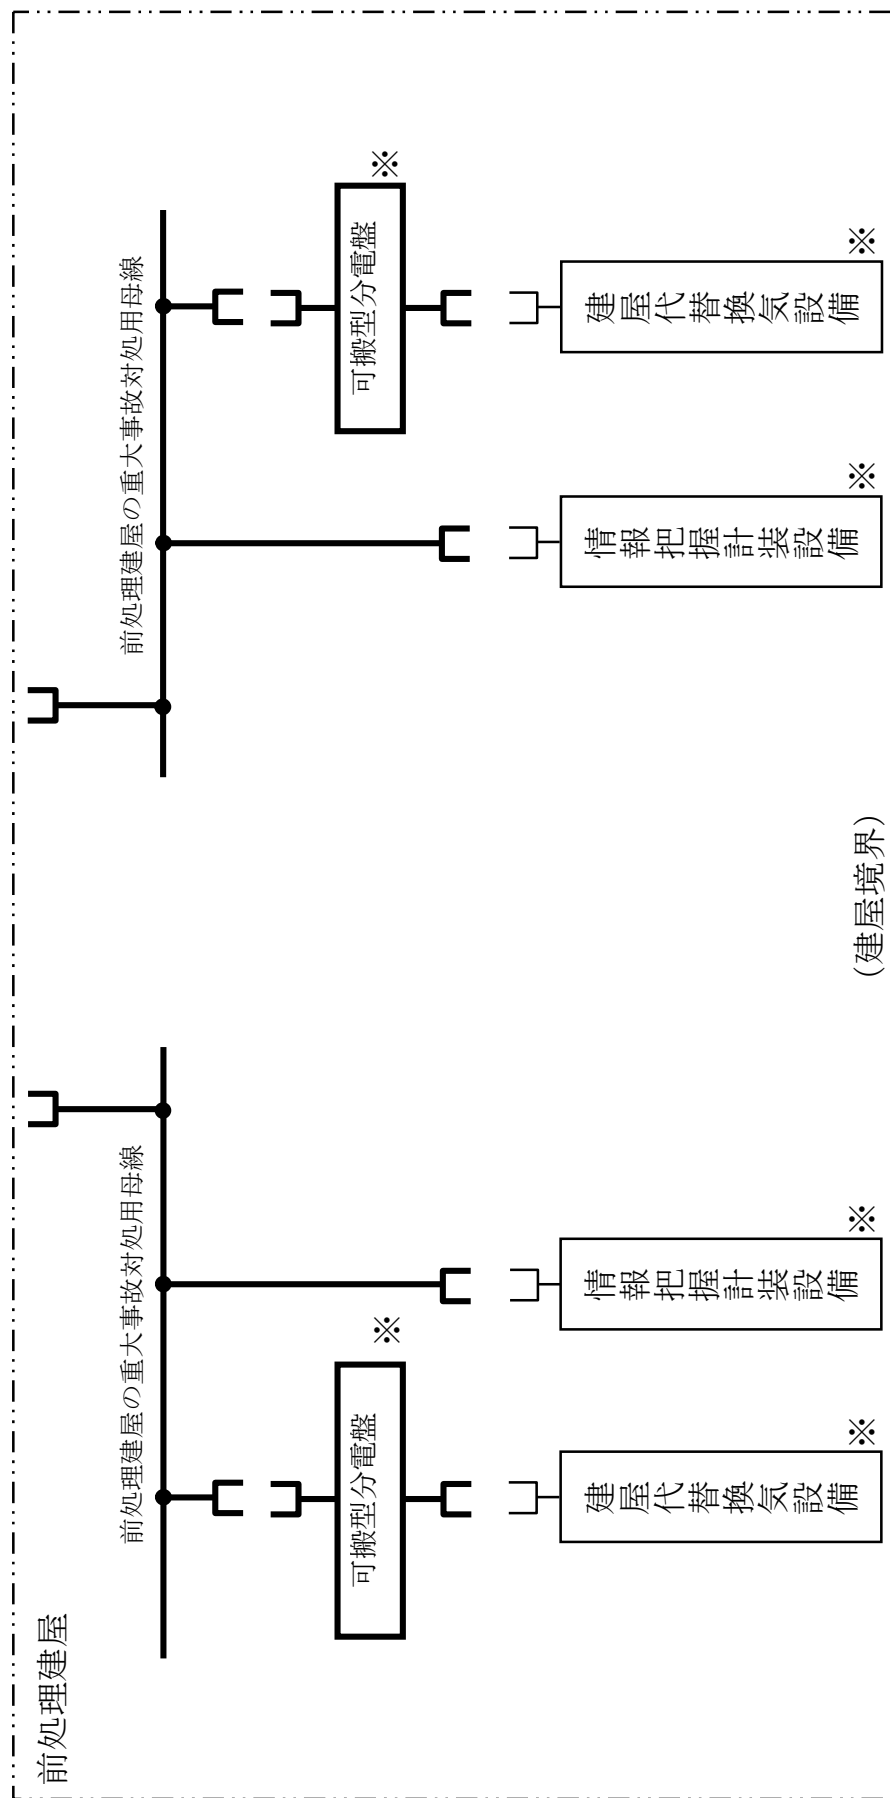 前処理建屋
前処理建屋の重大事故対処用母線
前処理建屋の重大事故対処用母線
可搬型分電盤
※
可搬型分電盤
※
建屋代替換気設備
※
情報把握計装設備
※
情報把握計装設備
※
建屋代替換気設備
※
(建屋境界)